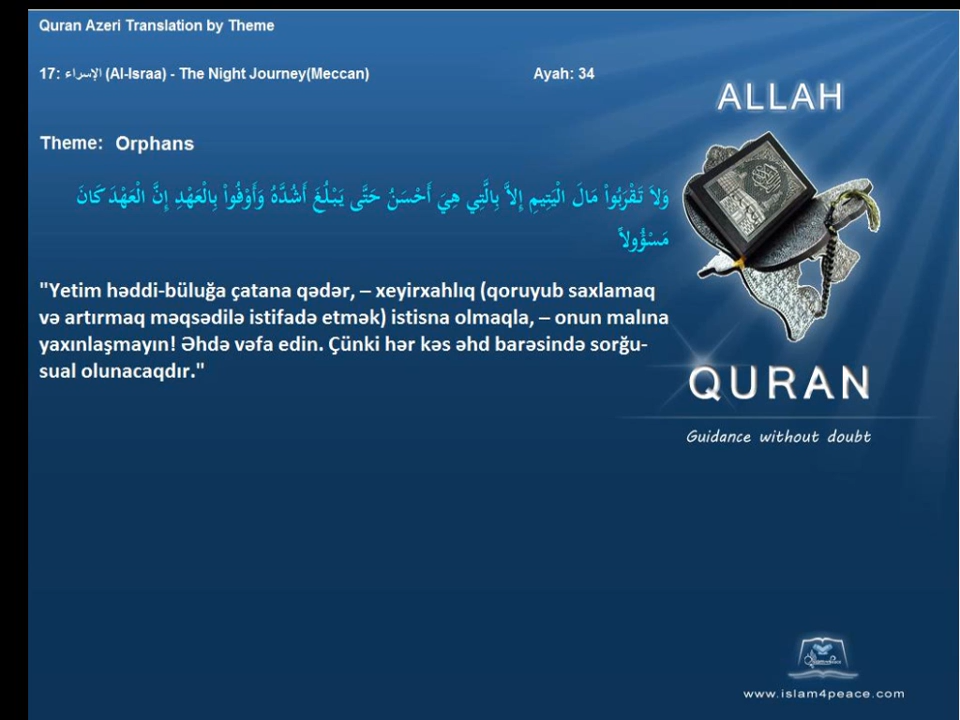 Quran Azeri Translation by Theme
17: الإسراء (Al-Israa) - The Night Journey(Meccan) Ayah: 34
Theme: Orphans
وَلاَ تَقْرَبُواْ مَالَ الْيَتِيمِ إِلاَّ بِالَّتِي هِيَ أَحْسَنُ حَتَّى يَبْلُغَ أَشُدَّهُ وَأَوْفُواْ بِالْعَهْدِ إِنَّ الْعَهْدَ كَانَ
مَسْؤُولاً
"Yetim həddi-büluğa çatana qədər, – xeyirxahlıq (qoruyub saxlamaq
və artırmaq məqsədilə istifadə etmək) istisna olmaqla, – onun malına
yaxınlaşmayın! Əhdə vəfa edin. Çünki hər kəs əhd barəsində sorğu-
sual olunacaqdır."
ALLAH
QURAN
Guidance without doubt
www.islam4peace.com